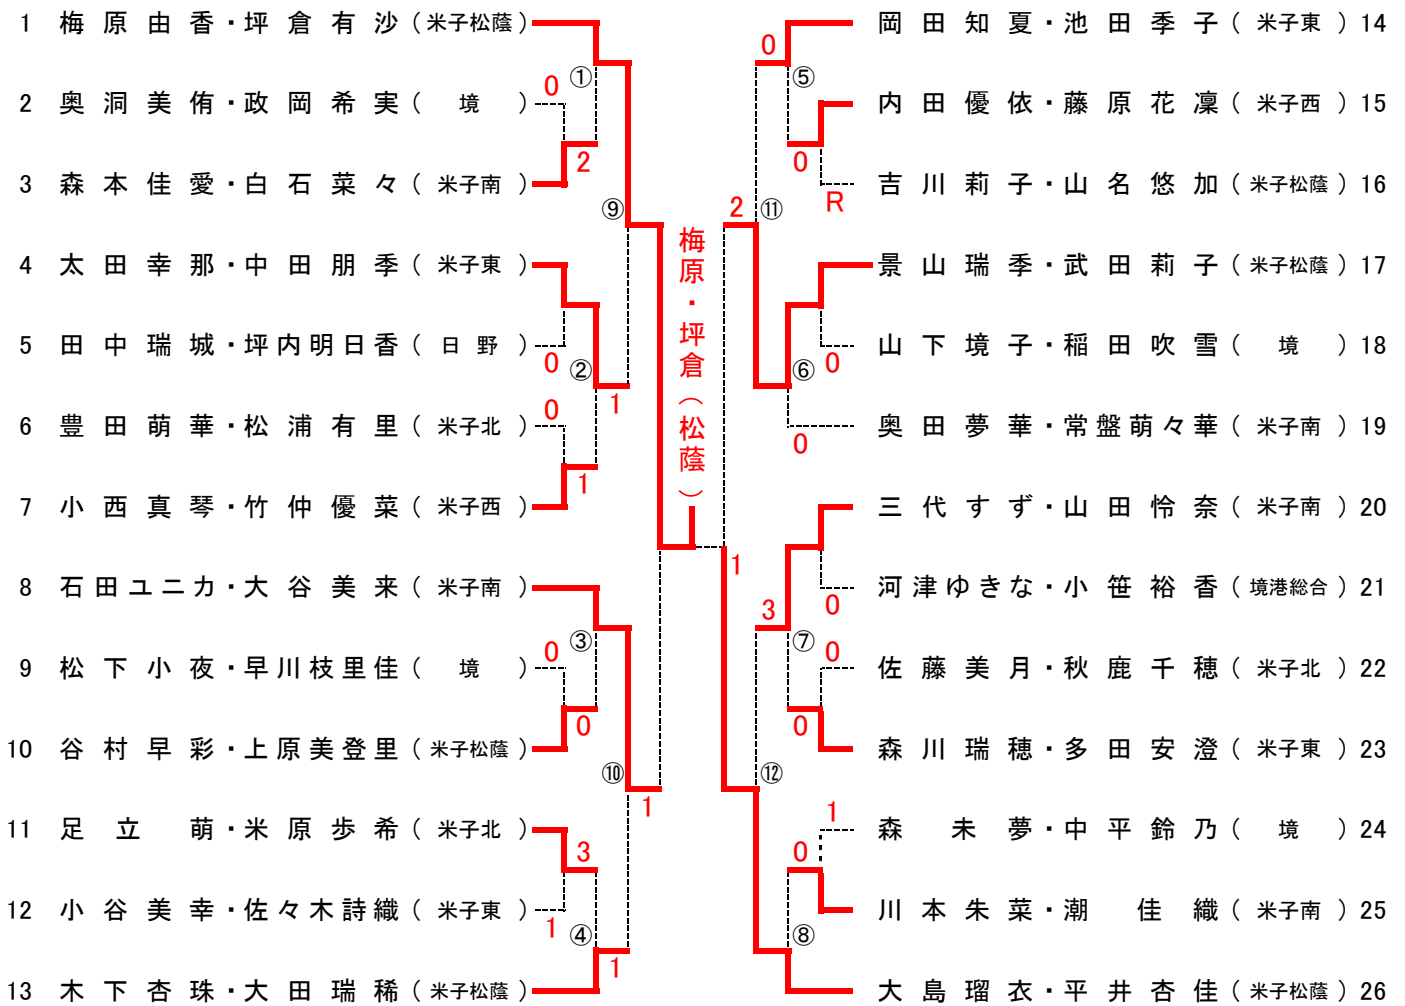 1 梅原由香・坪倉有沙(米子松蔭)
2 奥洞美侑・政岡希実(境)
3 森本佳愛・白石菜々(米子南)
4 太田幸那・中田朋季(米子東)
5 田中瑞城・坪内明日香(日野)
6 豊田萌華・松浦有里(米子北)
7 小西真琴・竹仲優菜(米子西)
8 石田ユニカ・大谷美来(米子南)
9 松下小夜・早川枝里佳(境)
10 谷村早彩・上原美登里(米子松蔭)
11 足立萌・米原歩希(米子北)
12 小谷美幸・佐々木詩織(米子東)
13 木下杏珠・大田瑞稀(米子松蔭)
0 ①
2
⑨
0 ②
1
0
1
③
0
0
⑩
1
3
1 ④
1
梅原・坪倉(松蔭)
1
0
⑤
0
R
2 ⑪
0
⑥
0
3
0
⑦
0
0
⑫
1
0
⑧
岡田知夏・池田季子(米子東)14
内田優依・藤原花凜(米子西)15
吉川莉子・山名悠加(米子松蔭)16
景山瑞季・武田莉子(米子松蔭)17
山下境子・稲田吹雪(境)18
奥田夢華・常盤萌々華(米子南)19
三代すず・山田怜奈(米子南)20
河津ゆきな・小笹裕香(境港総合)21
佐藤美月・秋鹿千穂(米子北)22
森川瑞穂・多田安澄(米子東)23
森未夢・中平鈴乃(境)24
川本朱菜・潮佳織(米子南)25
大島瑠衣・平井杏佳(米子松蔭)26